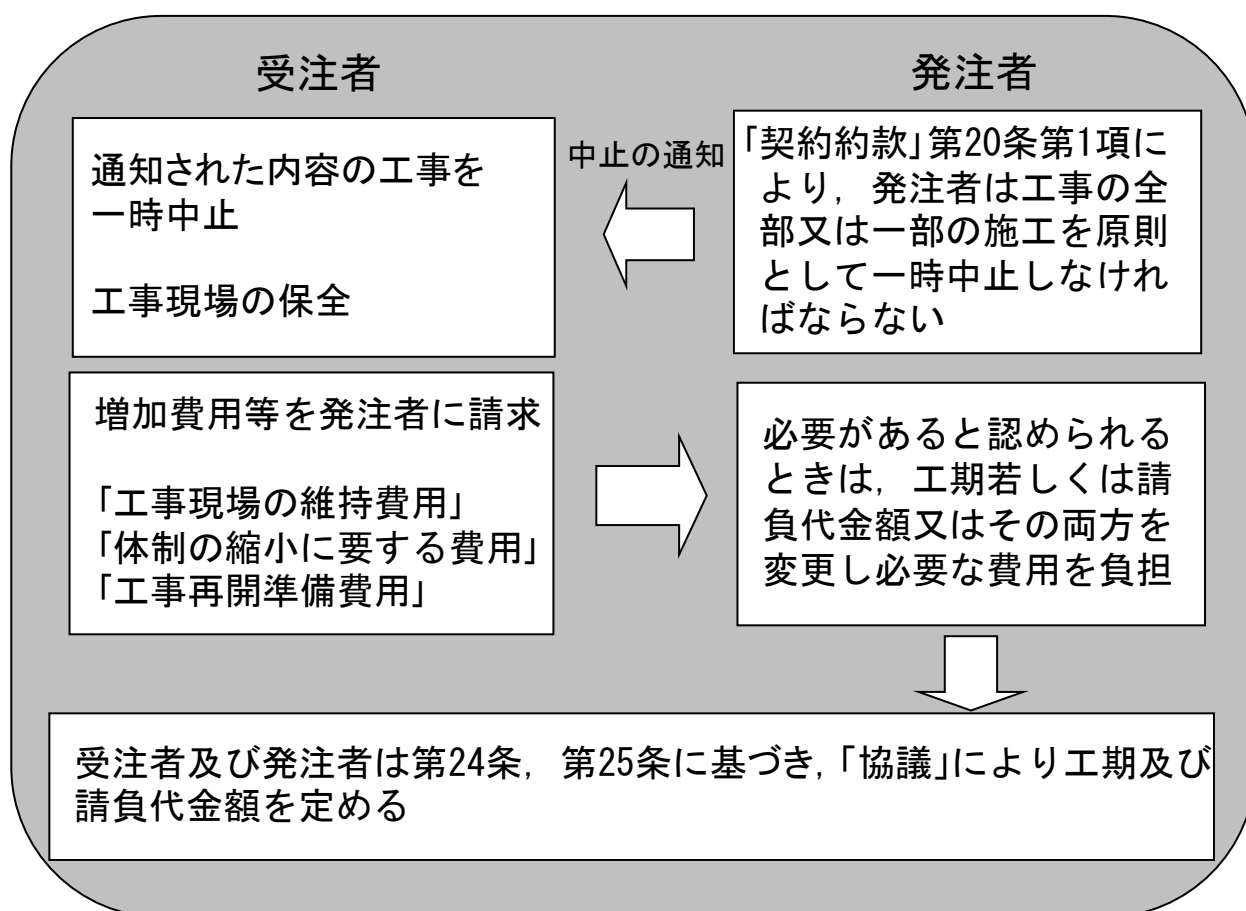 受注者
発注者
通知された内容の工事を
一時中止
工事現場の保全
中止の通知
「契約約款」第20条第1項に
より，発注者は工事の全
部又は一部の施工を原則
として一時中止しなけれ
ばならない
増加費用等を発注者に請求
「工事現場の維持費用」
「体制の縮小に要する費用」
「工事再開準備費用」
必要があると認められる
ときは，工期若しくは請
負代金額又はその両方を
変更し必要な費用を負担
受注者及び発注者は第24条，第25条に基づき，「協議」により工期及び
請負代金額を定める